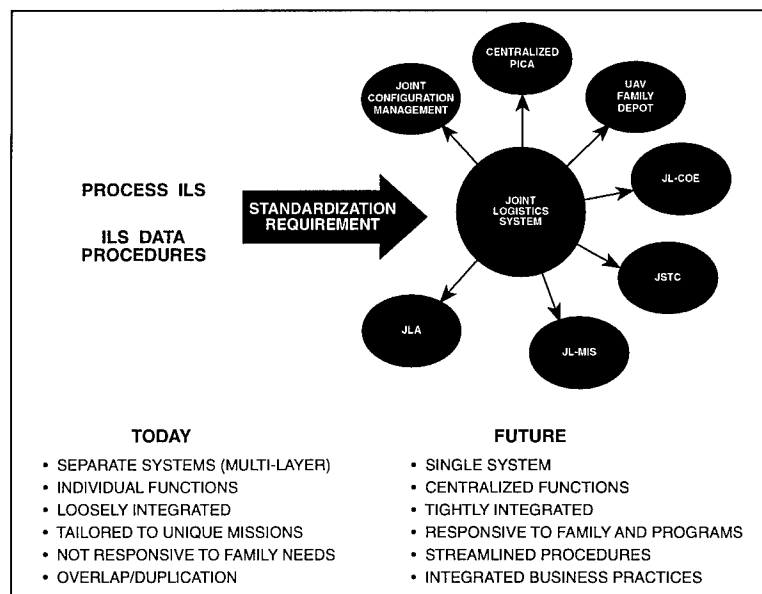 CENTRALIZED
PICA
JOINT
CONFIGURATION
MANAGEMENT
UAV
FAMILY
DEPOT
PROCESS ILS
ILS DATA
PROCEDURES
STANDARDIZATION
REQUIREMENT
JOINT
LOGISTICS
SYSTEM
JL-COE
JSTC
JL-MIS
JLA
TODAY
• SEPARATE SYSTEMS (MULTI-LAYER)
• INDIVIDUAL FUNCTIONS
• LOOSELY INTEGRATED
• TAILORED TO UNIQUE MISSIONS
• NOT RESPONSIVE TO FAMILY NEEDS
• OVERLAP/DUPLICATION
FUTURE
• SINGLE SYSTEM
• CENTRALIZED FUNCTIONS
• TIGHTLY INTEGRATED
• RESPONSIVE TO FAMILY AND PROGRAMS
• STREAMLINED PROCEDURES
• INTEGRATED BUSINESS PRACTICES